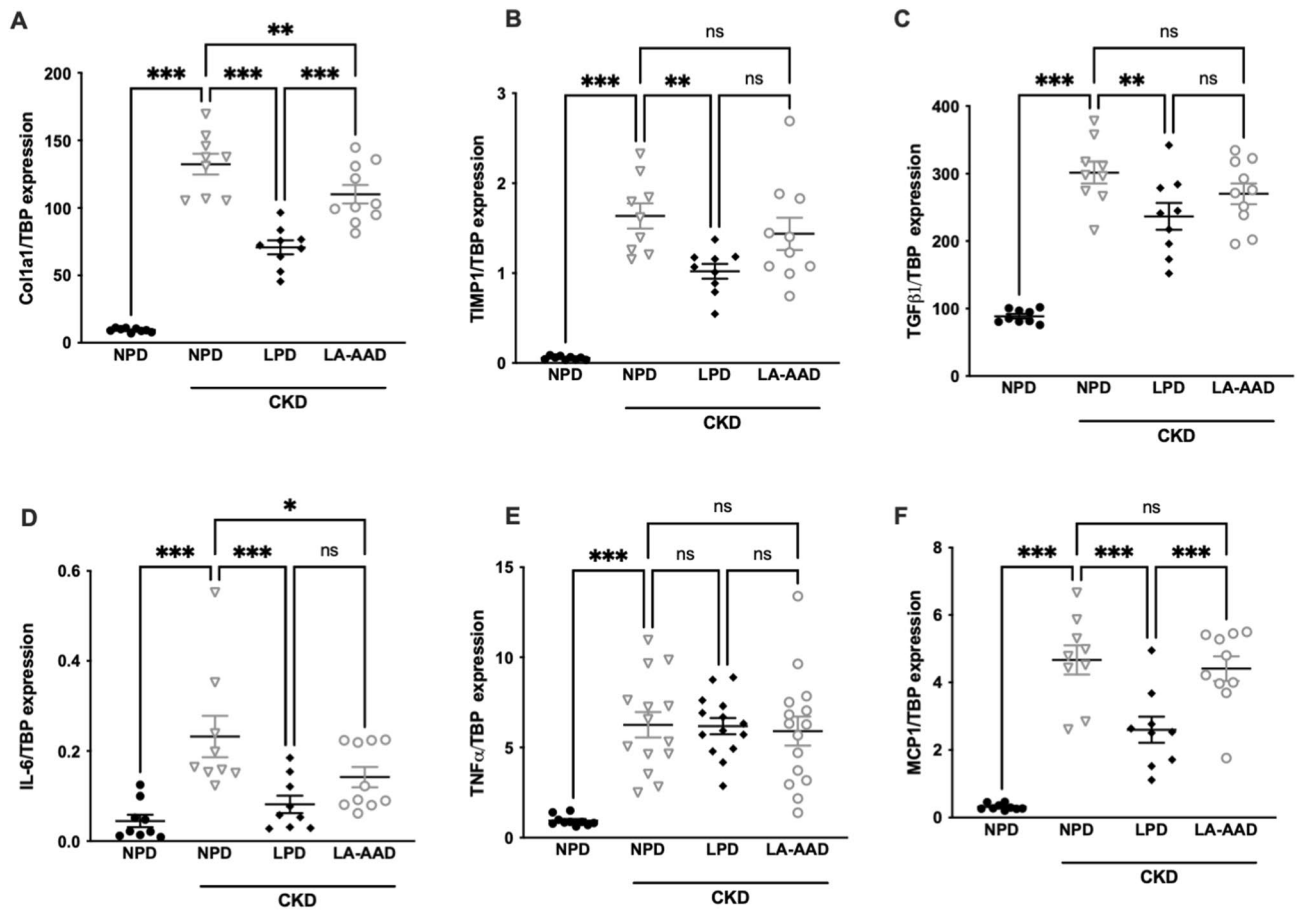 A
**
*** *** ***
Col1a1/TBP expression
200
150
100
50
0
NPD NPD LPD LA-AAD
CKD
B
ns
*** ** ns
TIMP1/TBP expression
3
2
1
0
NPD NPD LPD LA-AAD
CKD
C
ns
*** ** ns
TGFβ1/TBP expression
400
300
200
100
0
NPD NPD LPD LA-AAD
CKD
D
*
*** *** ns
IL-6/TBP expression
0.6
0.4
0.2
0.0
NPD NPD LPD LA-AAD
CKD
E
ns
*** ns ns
TNFα/TBP expression
15
10
5
0
NPD NPD LPD LA-AAD
CKD
F
ns
*** *** ***
MCP1/TBP expression
8
6
4
2
0
NPD NPD LPD LA-AAD
CKD